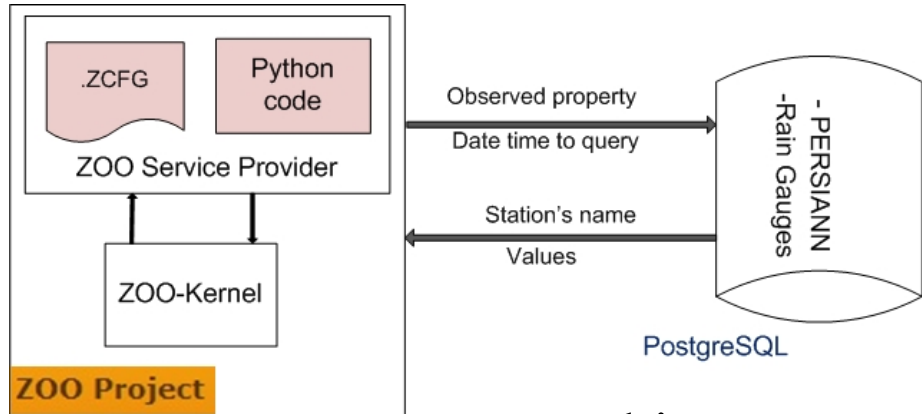 .ZCFG
Python
code
ZOO Service Provider
ZOO-Kernel
ZOO Project
Observed property
Date time to query
Station's name
Values
- PERSIANN
-Rain Gauges
PostgreSQL